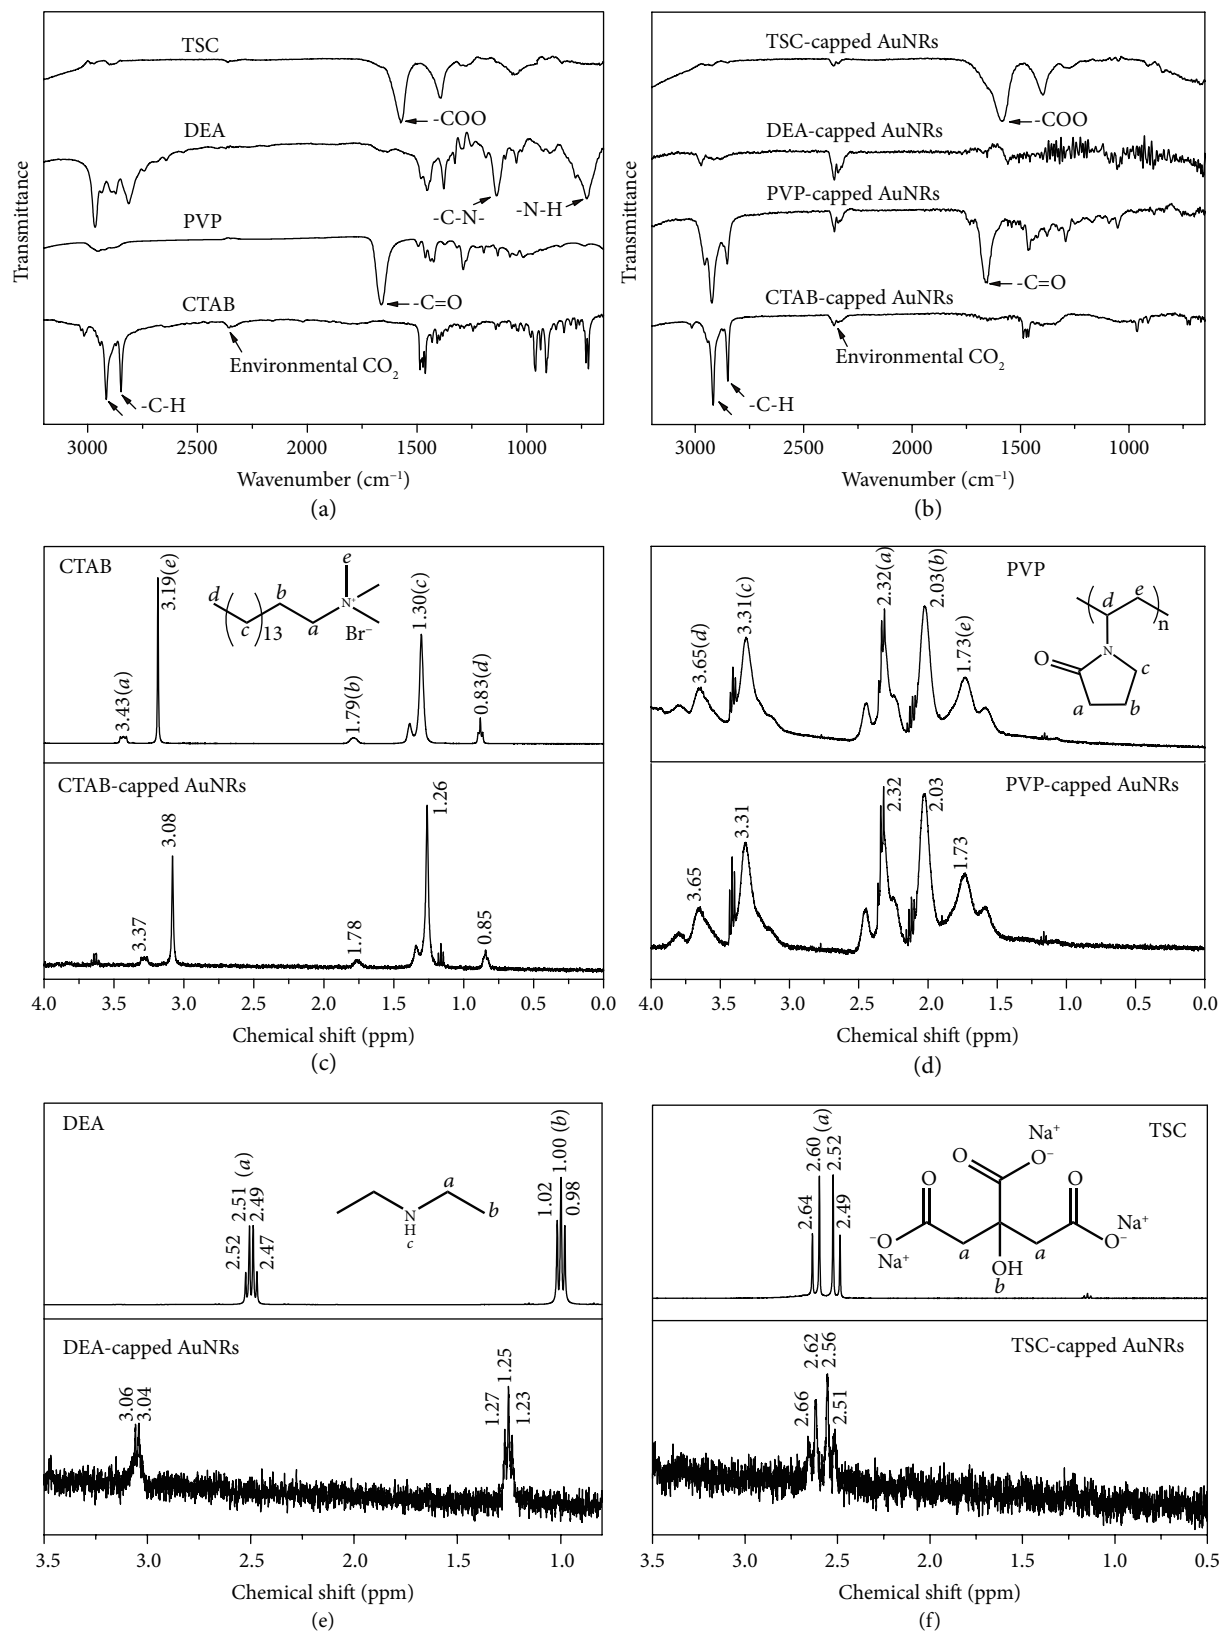 TSC
-COO
DEA
-C-N-
-N-H
PVP
-C=O
CTAB
Environmental CO2
-C-H
Transmittance
3000 2500 2000 1500 1000
Wavenumber (cm−1)
(a)
TSC-capped AuNRs
-COO
DEA-capped AuNRs
PVP-capped AuNRs
-C=O
CTAB-capped AuNRs
Environmental CO2
-C-H
Transmittance
3000 2500 2000 1500 1000
Wavenumber (cm−1)
(b)
CTAB
3.43(a)
3.19(e)
1.79(b)
1.30(c)
0.83(d)
d
c
13
b
a
e
N+
Br−
CTAB-capped AuNRs
3.37
3.08
1.78
1.26
0.85
4.0 3.5 3.0 2.5 2.0 1.5 1.0 0.5 0.0
Chemical shift (ppm)
(c)
PVP
3.65(d)
3.31(c)
2.32(a)
2.03(b)
1.73(e)
d
e
n
N
O
c
a
b
PVP-capped AuNRs
3.65
3.31
2.32
2.03
1.73
4.0 3.5 3.0 2.5 2.0 1.5 1.0 0.5 0.0
Chemical shift (ppm)
(d)
DEA
2.52
2.51 (a)
2.49
2.47
1.02
1.00 (b)
0.98
a
b
N
H
c
DEA-capped AuNRs
3.06
3.04
1.27
1.25
1.23
3.5 3.0 2.5 2.0 1.5 1.0
Chemical shift (ppm)
(e)
TSC
2.64
2.60 (a)
2.52
2.49
Na+
O
O−
O
O
−O
Na+
a
a
OH
b
Na+
O−
TSC-capped AuNRs
2.66
2.62
2.56
2.51
3.5 3.0 2.5 2.0 1.5 1.0 0.5
Chemical shift (ppm)
(f)